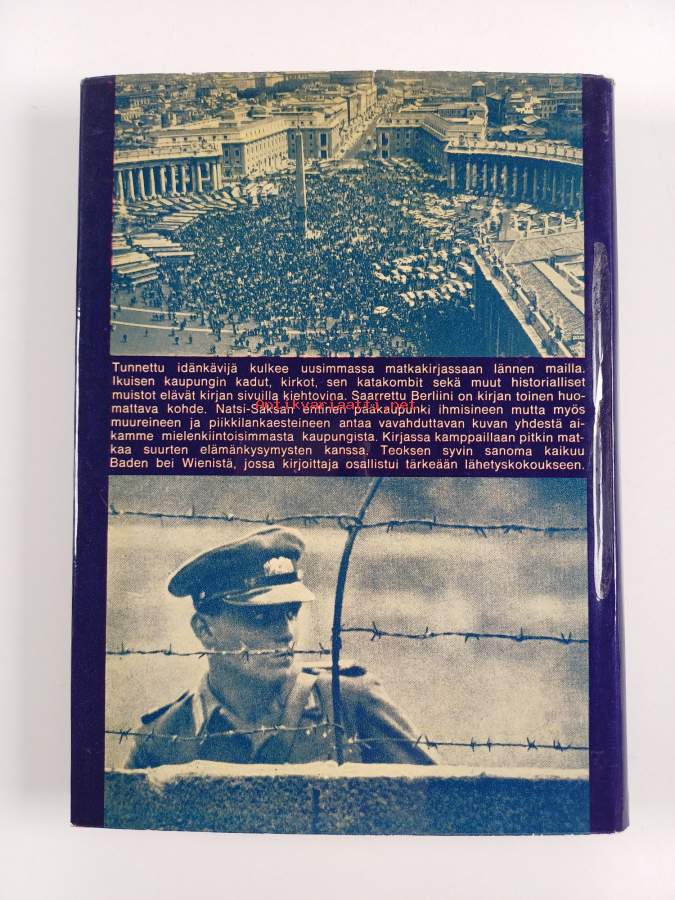 Tunnettu idänkävijä kulkee uusimmassa matkakirjassaan lännen mailla.
Ikuisen kaupungin kadut, kirkot, sen katakombit sekä muut historialliset
muistot elävät kirjan sivuilla kiehtovina. Saarrettu Berliini on kirjan toinen huo-
mattava kohde. Natsi-Saksan entinen pääkaupunki ihmisineen mutta myös
muureineen ja piikkilankaesteineen antaa vavahduttavan kuvan yhdestä ai-
kamme mielenkiintoisimmasta kaupungista. Kirjassa kamppaillaan pitkin mat-
kaa suurten elämänkysymysten kanssa. Teoksen syvin sanoma kaikuu
Baden bei Wienistä, jossa kirjoittaja osallistui tärkeään lähetyskokoukseen.
antikvariaatti.net